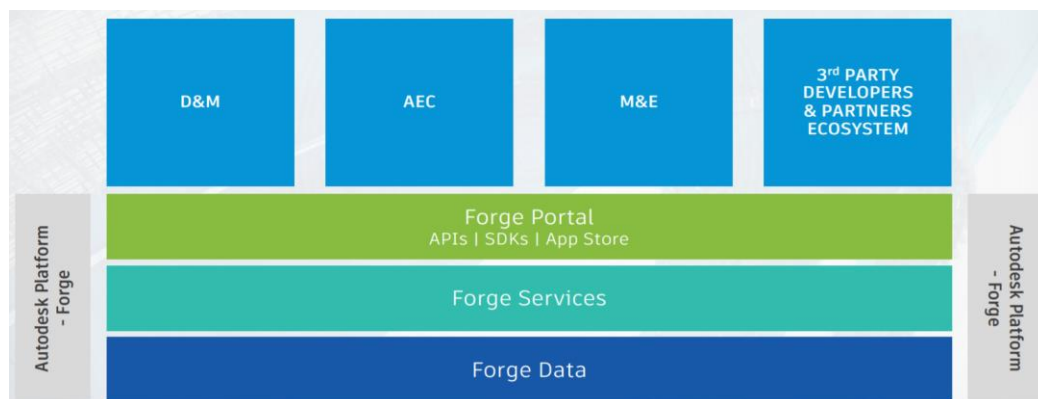 D&M
AEC
M&E
3rd PARTY
DEVELOPERS
& PARTNERS
ECOSYSTEM
Autodesk Platform
- Forge
Forge Portal
APIs | SDKs | App Store
Forge Services
Forge Data
Autodesk Platform
- Forge